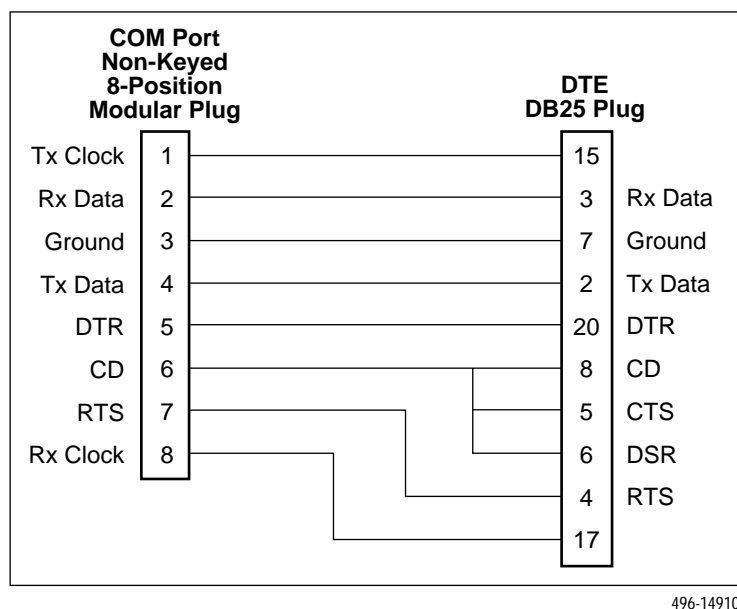 COM Port
Non-Keyed
8-Position
Modular Plug
DTE
DB25 Plug
Tx Clock 1 15
Rx Data 2 3 Rx Data
Ground 3 7 Ground
Tx Data 4 2 Tx Data
DTR 5 20 DTR
CD 6 8 CD
RTS 7 5 CTS
Rx Clock 8 6 DSR
4 RTS
17
496-14910